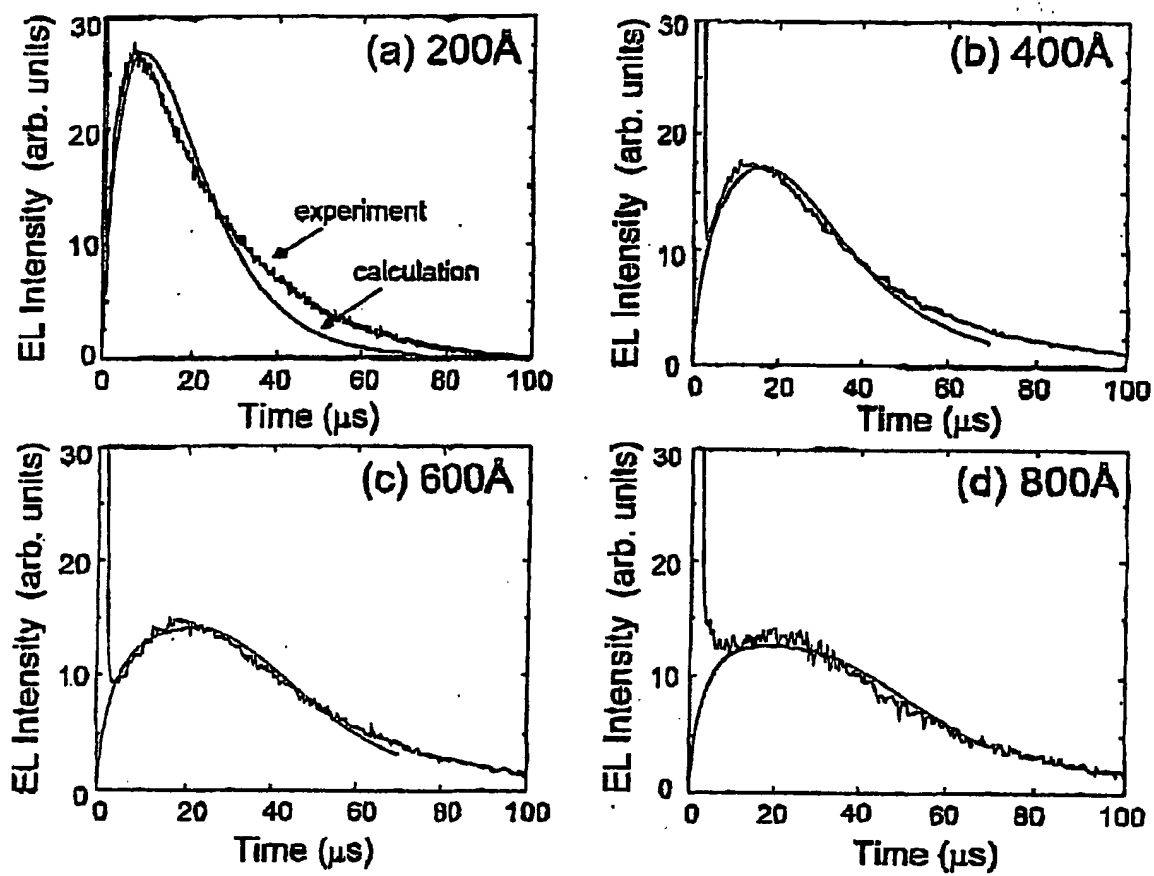 (a) 200Å
EL Intensity (arb. units)
30
20
10
0
experiment
calculation
0 20 40 60 80 100
Time (µs)
(b) 400Å
EL Intensity (arb. units)
30
20
10
0
0 20 40 60 80 100
Time (µs)
(c) 600Å
EL Intensity (arb. units)
30
20
10
0
0 20 40 60 80 100
Time (µs)
(d) 800Å
EL Intensity (arb. units)
30
20
10
0
0 20 40 60 80 100
Time (µs)